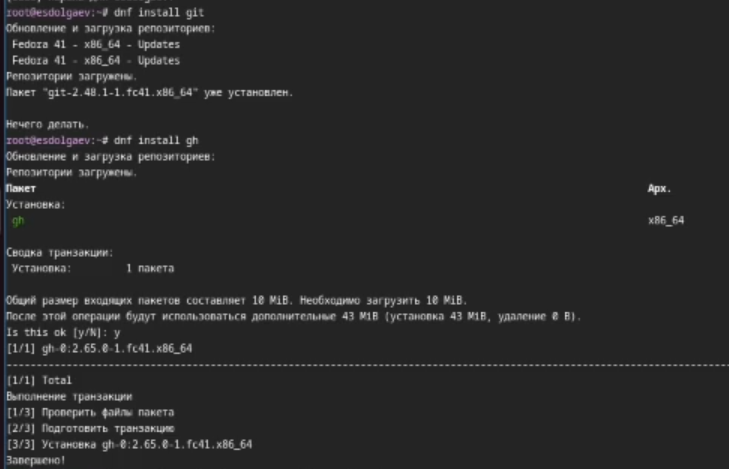 root@esdolgaev:~# dnf install git
Обновление и загрузка репозиториев:
Fedora 41 - x86_64 - Updates
Fedora 41 - x86_64 - Updates
Репозитории загружены.
Пакет "git-2.48.1-1.fc41.x86_64" уже установлен.
Нечего делать.
root@esdolgaev:~# dnf install gh
Обновление и загрузка репозиториев:
Репозитории загружены.
Пакет Арх.
Установка:
gh x86_64
Сводка транзакции:
Установка: 1 пакета
Общий размер входящих пакетов составляет 10 MiB. Необходимо загрузить 10 MiB.
После этой операции будут использоваться дополнительные 43 MiB (установка 43 MiB, удаление 0 B).
Is this ok [y/N]: y
[1/1] gh-0:2.65.0-1.fc41.x86_64
--------------------------------------------------------------------------------
[1/1] Total
Выполнение транзакции
[1/3] Проверить файлы пакета
[2/3] Подготовить транзакцию
[3/3] Установка gh-0:2.65.0-1.fc41.x86_64
Завершено!